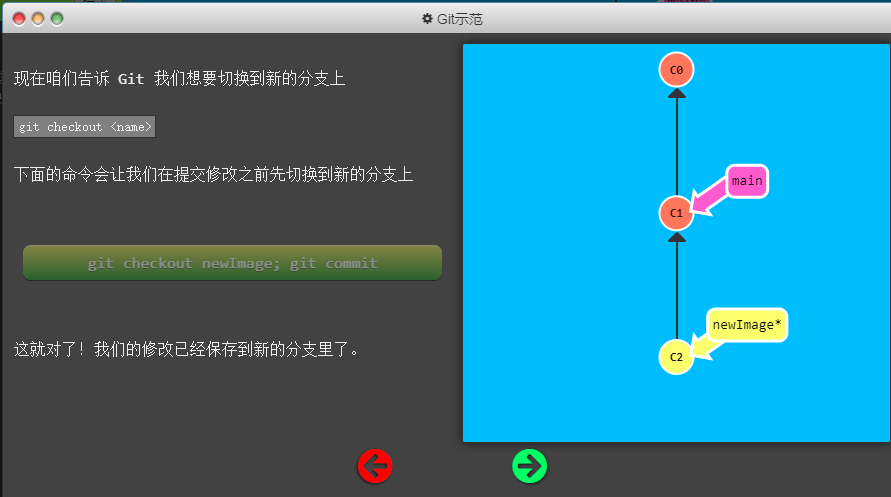 Git示范
现在咱们告诉 Git 我们想要切换到新的分支上
git checkout <name>
下面的命令会让我们在提交修改之前先切换到新的分支上
git checkout newImage; git commit
这就对了！我们的修改已经保存到新的分支里了。
C0
main
C1
newImage*
C2